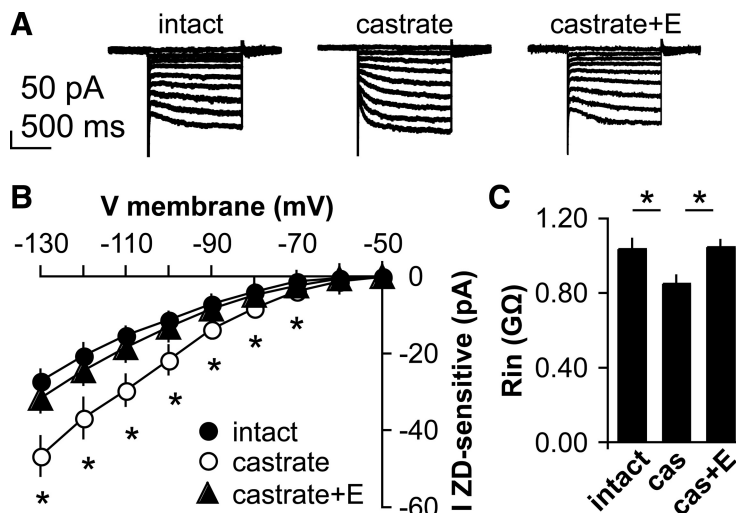 A
intact
castrate
castrate+E
50 pA
500 ms
B
V membrane (mV)
-130
-110
-90
-70
-50
0
-20
-40
-60
I ZD-sensitive (pA)
*
*
*
*
*
*
*
intact
castrate
castrate+E
C
*
*
1.20
0.80
0.40
0.00
Rin (GΩ)
intact
cas
cas+E